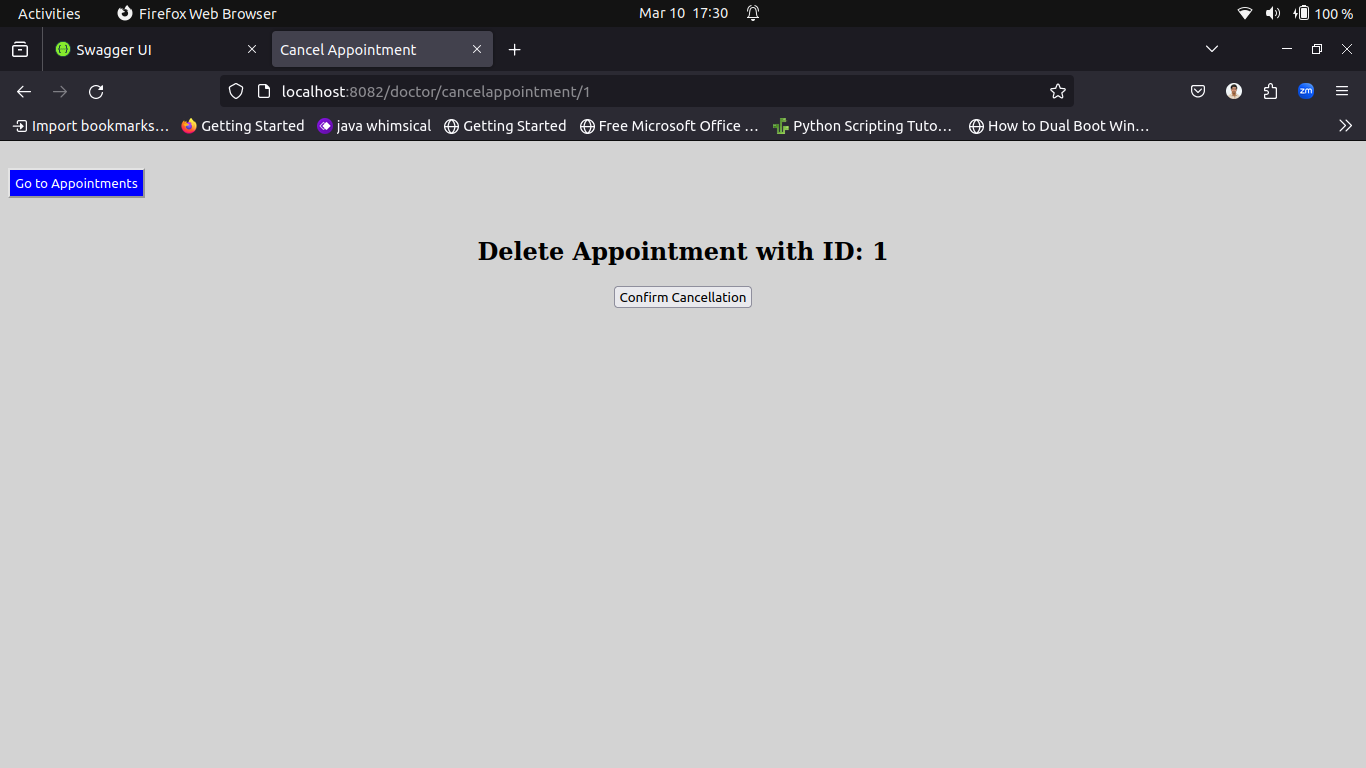 Activities Firefox Web Browser Mar 10 17:30 100 %
Swagger UI Cancel Appointment
localhost:8082/doctor/cancelappointment/1 zm
Import bookmarks… Getting Started java whimsical Getting Started Free Microsoft Office … Python Scripting Tuto… How to Dual Boot Win…
Go to Appointments
Delete Appointment with ID: 1
Confirm Cancellation